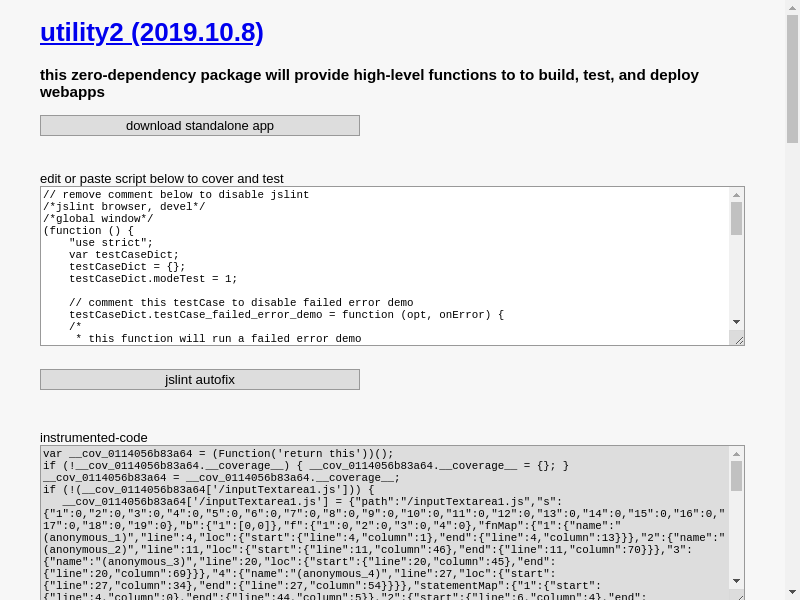 utility2 (2019.10.8)
this zero-dependency package will provide high-level functions to to build, test, and deploy
webapps
download standalone app
edit or paste script below to cover and test
// remove comment below to disable jslint
/*jslint browser, devel*/
/*global window*/
(function () {
    "use strict";
    var testCaseDict;
    testCaseDict = {};
    testCaseDict.modeTest = 1;
    // comment this testCase to disable failed error demo
    testCaseDict.testCase_failed_error_demo = function (opt, onError) {
    /*
     * this function will run a failed error demo
jslint autofix
instrumented-code
var __cov_0114056b83a64 = (Function('return this'))();
if (!__cov_0114056b83a64.__coverage__) { __cov_0114056b83a64.__coverage__ = {}; }
__cov_0114056b83a64 = __cov_0114056b83a64.__coverage__;
if (!(__cov_0114056b83a64['/inputTextarea1.js'])) {
   __cov_0114056b83a64['/inputTextarea1.js'] = {"path":"/inputTextarea1.js","s":
{"1":0,"2":0,"3":0,"4":0,"5":0,"6":0,"7":0,"8":0,"9":0,"10":0,"11":0,"12":0,"13":0,"14":0,"15":0,"16":0,"
17":0,"18":0,"19":0},"b":{"1":[0,0]},"f":{"1":0,"2":0,"3":0,"4":0},"fnMap":{"1":{"name":"
(anonymous_1)","line":4,"loc":{"start":{"line":4,"column":1},"end":{"line":4,"column":13}}},"2":{"name":"
(anonymous_2)","line":11,"loc":{"start":{"line":11,"column":46},"end":{"line":11,"column":70}}},"3":
{"name":"(anonymous_3)","line":20,"loc":{"start":{"line":20,"column":45},"end":
{"line":20,"column":69}}},"4":{"name":"(anonymous_4)","line":27,"loc":{"start":
{"line":27,"column":34},"end":{"line":27,"column":54}}}},"statementMap":{"1":{"start":
{"line":4,"column":0},"end":{"line":44,"column":5}},"2":{"start":{"line":6,"column":4},"end":